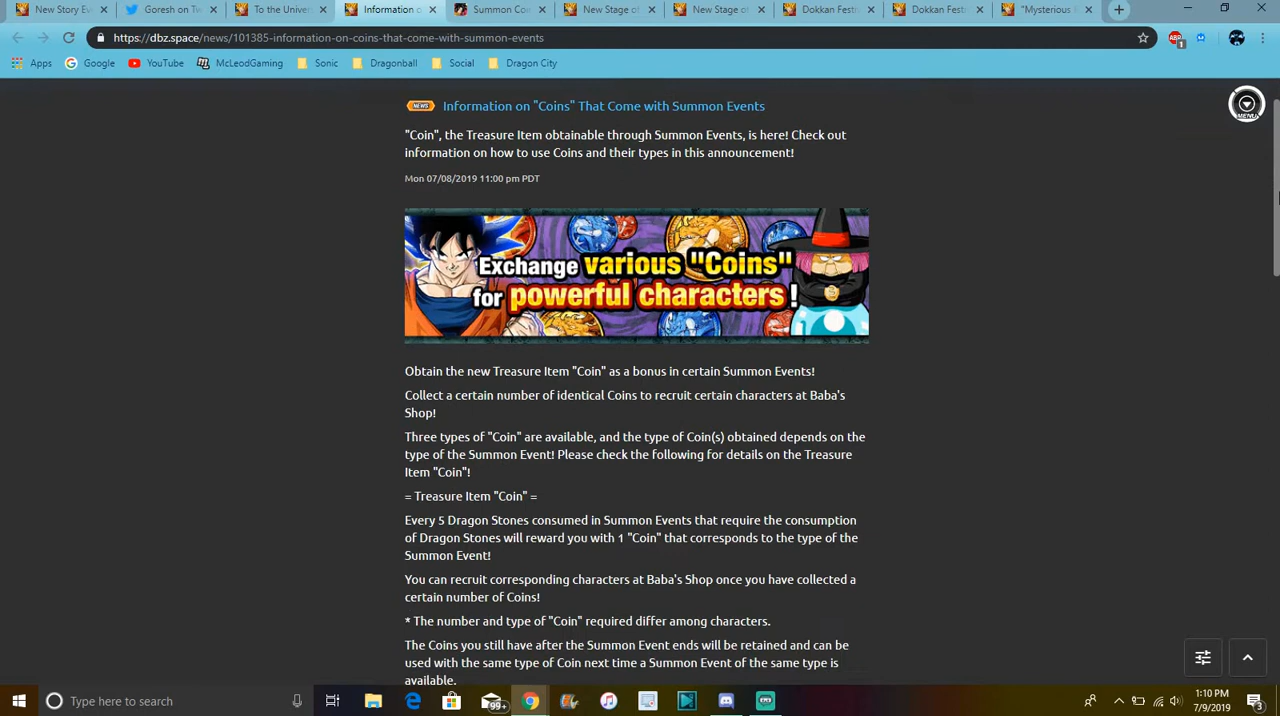 New Story Eve
Goresh on Tw
To the Univer
Information o
Summon Co
New Stage of
New Stage of
Dokkan Festi
Dokkan Festi
"Mysterious E
https://dbz.space/news/101385-information-on-coins-that-come-with-summon-events
ABP
1
Apps
Google
YouTube
McLeodGaming
Sonic
Dragonball
Social
Dragon City
NEWS
Information on "Coins" That Come with Summon Events
MENU
"Coin", the Treasure Item obtainable through Summon Events, is here! Check out
information on how to use Coins and their types in this announcement!
Mon 07/08/2019 11:00 pm PDT
Exchange various "Coins"
for powerful characters!
Obtain the new Treasure Item "Coin" as a bonus in certain Summon Events!
Collect a certain number of identical Coins to recruit certain characters at Baba's
Shop!
Three types of "Coin" are available, and the type of Coin(s) obtained depends on the
type of the Summon Event! Please check the following for details on the Treasure
Item "Coin"!
= Treasure Item "Coin" =
Every 5 Dragon Stones consumed in Summon Events that require the consumption
of Dragon Stones will reward you with 1 "Coin" that corresponds to the type of the
Summon Event!
You can recruit corresponding characters at Baba's Shop once you have collected a
certain number of Coins!
* The number and type of "Coin" required differ among characters.
The Coins you still have after the Summon Event ends will be retained and can be
used with the same type of Coin next time a Summon Event of the same type is
available.
Type here to search
99+
1:10 PM
7/9/2019
3